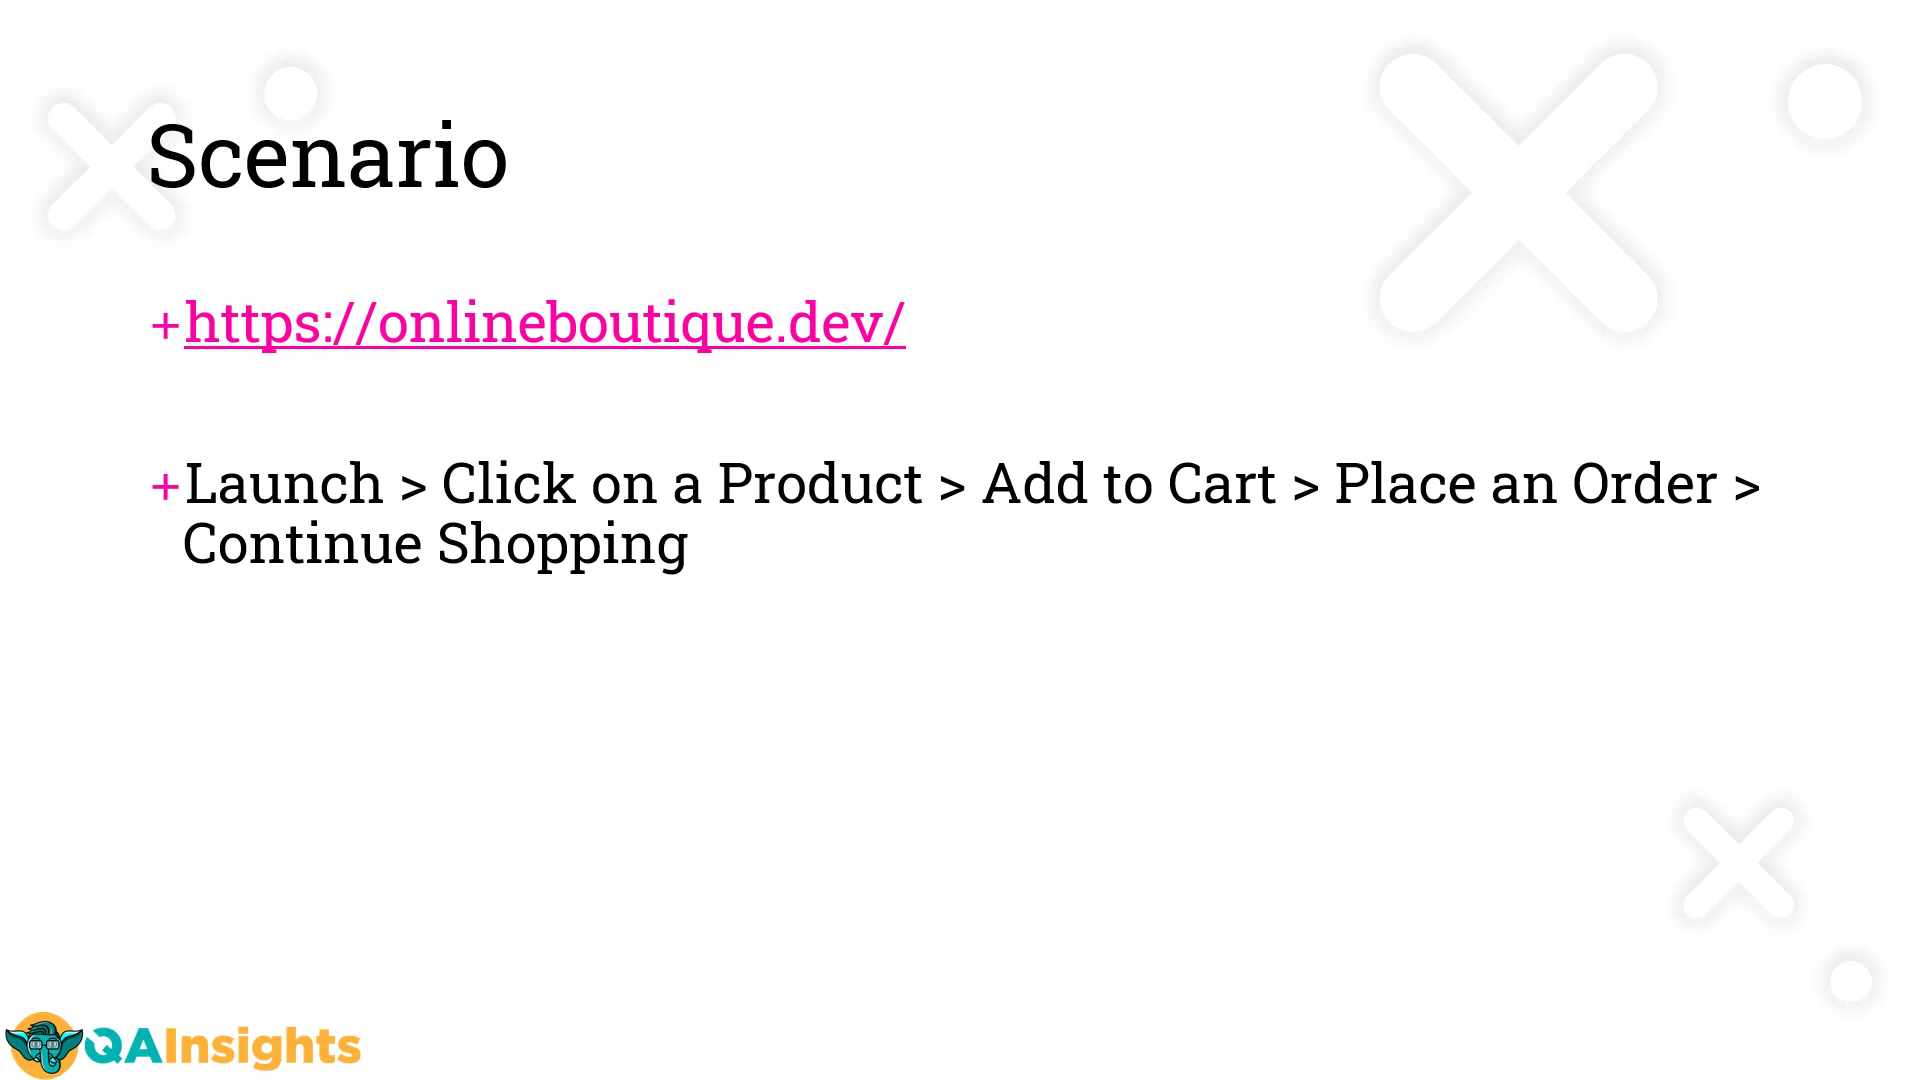 Scenario
+https://onlineboutique.dev/
+Launch > Click on a Product > Add to Cart > Place an Order >
Continue Shopping
QAInsights